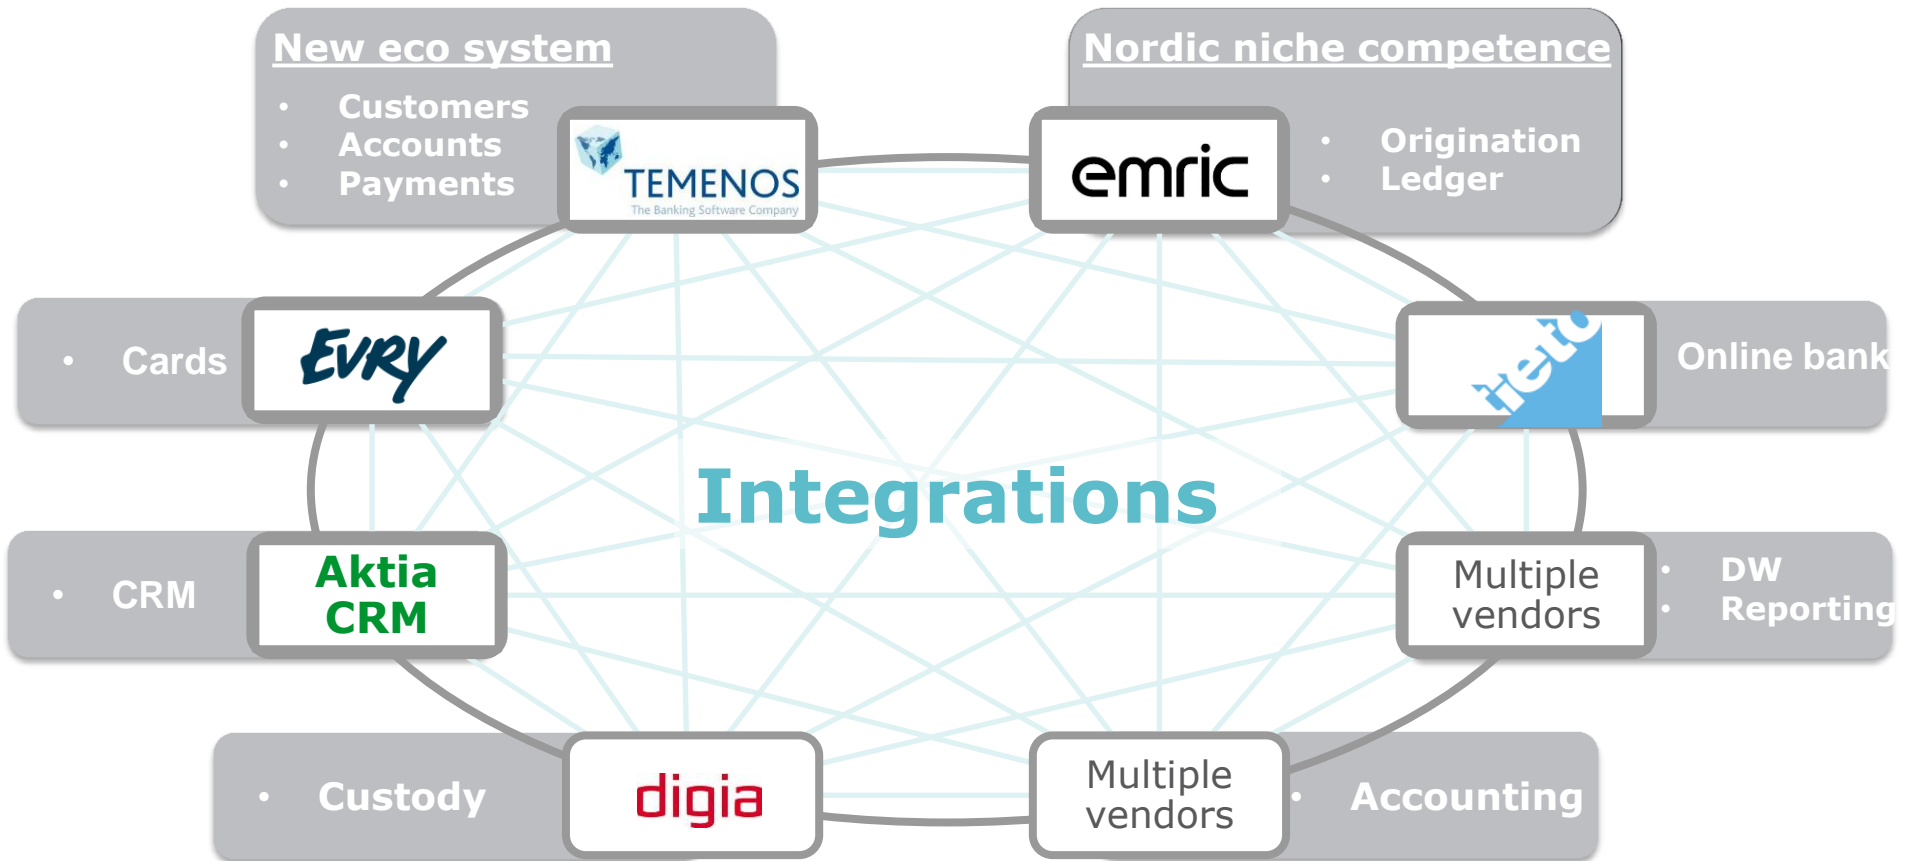 New eco system
• Customers
• Accounts
• Payments
TEMENOS
The Banking Software Company
Nordic niche competence
emric
• Origination
• Ledger
• Cards
EVRY
tieto
Online bank
Integrations
• CRM
Aktia
CRM
Multiple
vendors
• DW
• Reporting
• Custody
digia
Multiple
vendors
• Accounting